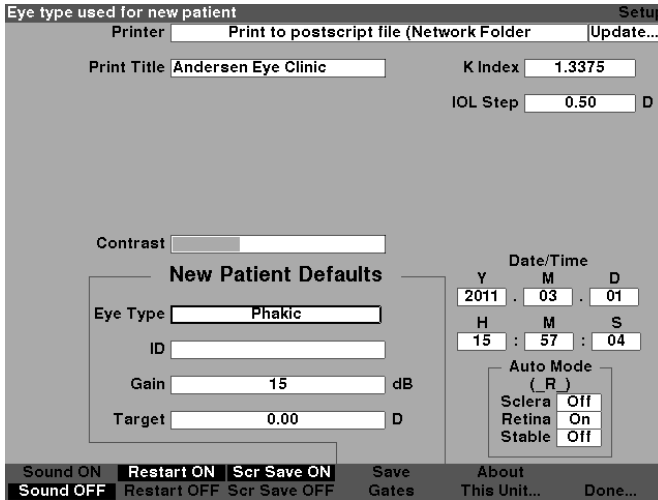 Eye type used for new patient Setup
Printer Print to postscript file (Network Folder Update...
Print Title Andersen Eye Clinic K Index 1.3375
IOL Step 0.50 D
Contrast
New Patient Defaults
Date/Time
Y M D
2011 . 03 . 01
Eye Type Phakic
H M S
15 : 57 : 04
ID
Auto Mode
(_R_)
Gain 15 dB
Sclera Off
Retina On
Target 0.00 D
Stable Off
Sound ON Restart ON Scr Save ON Save About
Sound OFF Restart OFF Scr Save OFF Gates This Unit... Done...